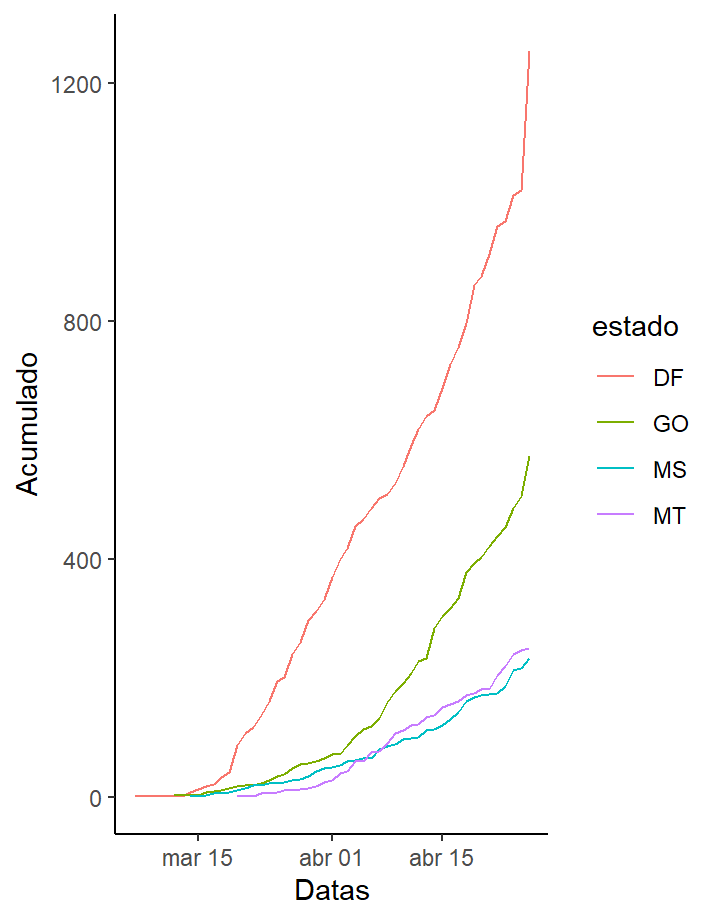 1200
800
400
0
Acumulado
mar 15
abr 01
abr 15
Datas
estado
DF
GO
MS
MT